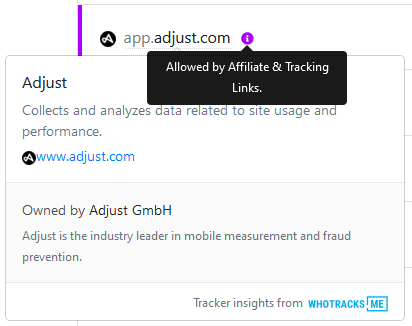 app.adjust.com
Allowed by Affiliate & Tracking
Links.
Adjust
Collects and analyzes data related to site usage and
performance.
www.adjust.com
Owned by Adjust GmbH
Adjust is the industry leader in mobile measurement and fraud
prevention.
Tracker insights from WHOTRACKS.ME